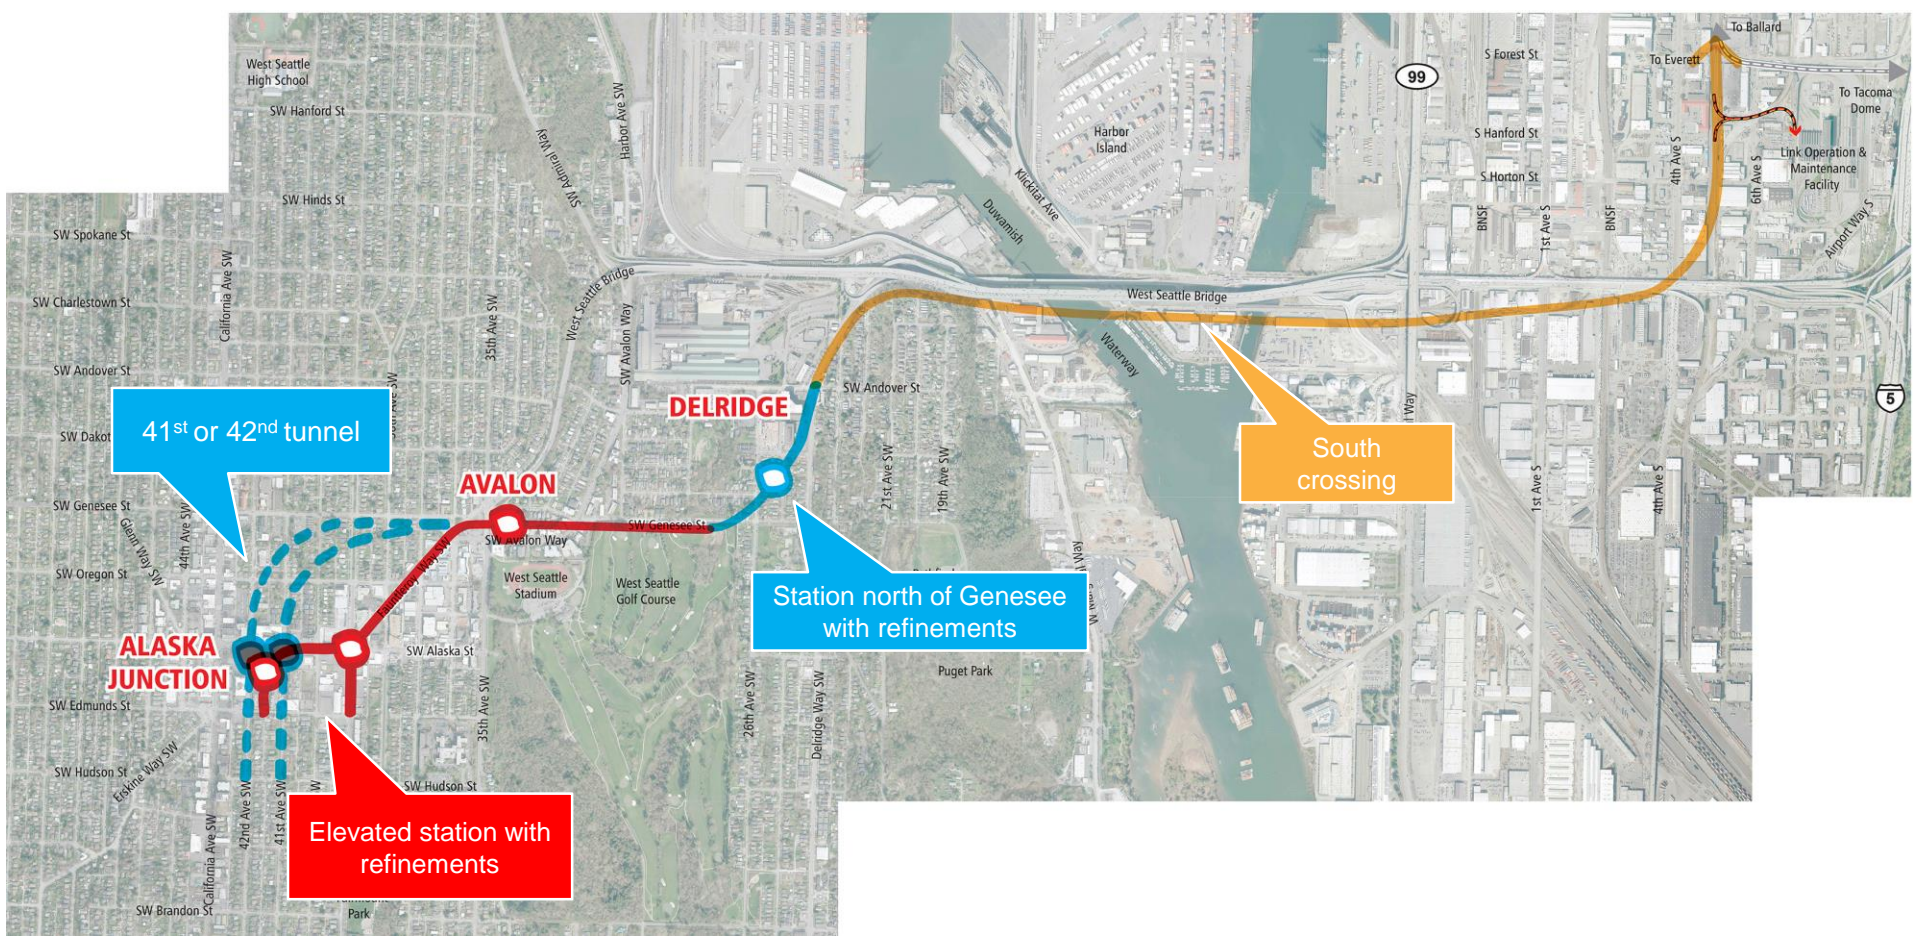 To Ballard
West Seattle
High School
S Forest St
To Everett
99
To Tacoma
Dome
SW Hanford St
Harbor Ave SW
SW Admiral Way
Harbor
Island
S Hanford St
4th Ave S
Link Operation &
Maintenance
Facility
S Horton St
6th Ave S
Klickitat Ave
SW Hinds St
Duwamish
BNSF
1st Ave S
BNSF
Airport Way S
SW Spokane St
California Ave SW
West Seattle Bridge
West Seattle Bridge
SW Charlestown St
35th Ave SW
SW Avalon Way
Waterway
SW Andover St
SW Andover St
5
DELRIDGE
41st or 42nd tunnel
Way
SW Dakot
South
crossing
AVALON
21st Ave SW
19th Ave SW
1st Ave S
4th Ave S
SW Genesee St
Glenn Way SW
44th Ave SW
SW Genesee St
SW Avalon Way
Fauntleroy Way SW
SW Oregon St
West Seattle
Stadium
West Seattle
Golf Course
Station north of Genesee
with refinements
ALASKA
JUNCTION
SW Alaska St
Puget Park
SW Edmunds St
35th Ave SW
26th Ave SW
Delridge Way SW
SW Hudson St
Erskine Way SW
SW Hudson St
42nd Ave SW
41st Ave SW
SW
California Ave SW
Elevated station with
refinements
SW Brandon St
Park